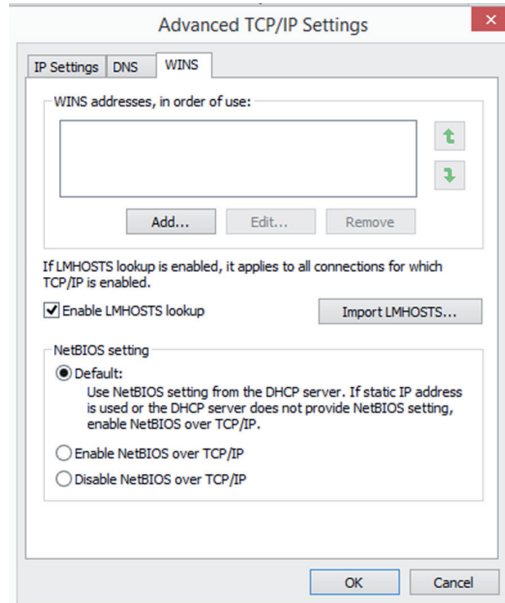 Advanced TCP/IP Settings
IP Settings DNS WINS
WINS addresses, in order of use:
Add... Edit... Remove
If LMHOSTS lookup is enabled, it applies to all connections for which
TCP/IP is enabled.
Enable LMHOSTS lookup Import LMHOSTS...
NetBIOS setting
Default:
Use NetBIOS setting from the DHCP server. If static IP address
is used or the DHCP server does not provide NetBIOS setting,
enable NetBIOS over TCP/IP.
Enable NetBIOS over TCP/IP
Disable NetBIOS over TCP/IP
OK Cancel